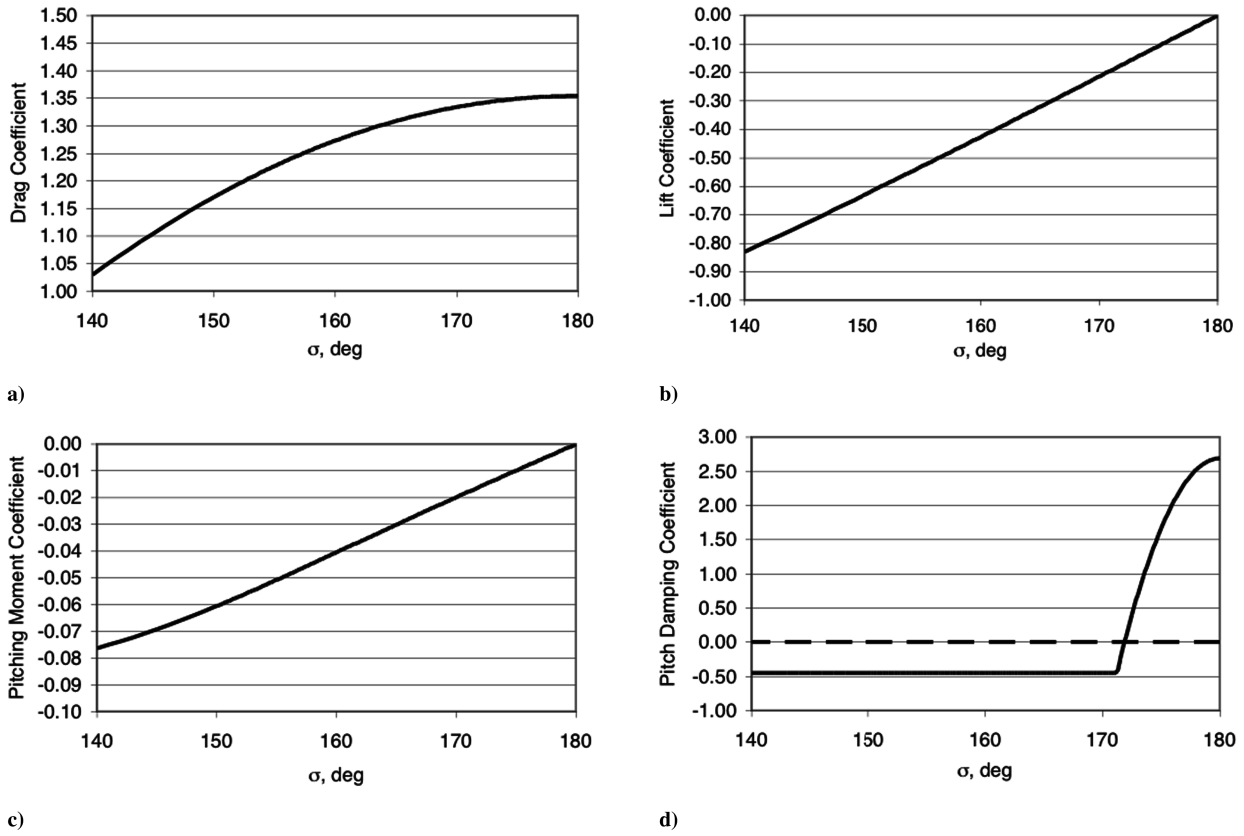 Drag Coefficient
1.50
1.45
1.40
1.35
1.30
1.25
1.20
1.15
1.10
1.05
1.00
140 150 160 170 180
σ, deg
a)
Lift Coefficient
0.00
-0.10
-0.20
-0.30
-0.40
-0.50
-0.60
-0.70
-0.80
-0.90
-1.00
140 150 160 170 180
σ, deg
b)
Pitching Moment Coefficient
0.00
-0.01
-0.02
-0.03
-0.04
-0.05
-0.06
-0.07
-0.08
-0.09
-0.10
140 150 160 170 180
σ, deg
c)
Pitch Damping Coefficient
3.00
2.50
2.00
1.50
1.00
0.50
0.00
-0.50
-1.00
140 150 160 170 180
σ, deg
d)